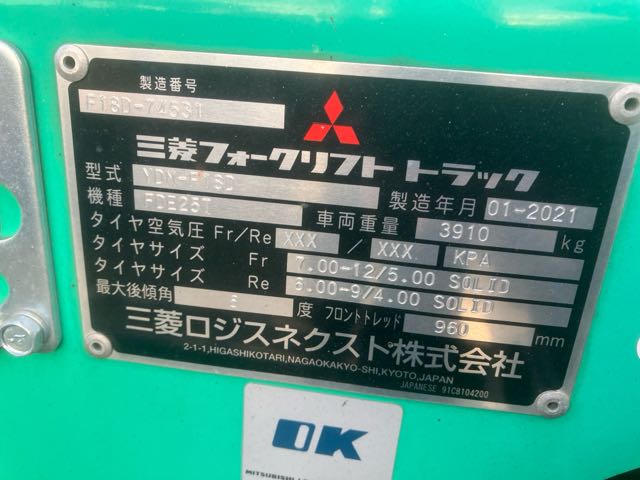 製造番号
F18D-74531
三菱フォークリフト トラック
型式 YDN-F18D 製造年月 01-2021
機種 FDE25T 車両重量 3910 kg
タイヤ空気圧 Fr/Re XXX / XXX KPA
タイヤサイズ Fr 7.00-12/5.00 SOLID
タイヤサイズ Re 6.00-9/4.00 SOLID
最大後傾角 度 フロントトレッド 960 mm
三菱ロジスネクスト株式会社
2-1-1,HIGASHIKOTARI,NAGAOKAKYO-SHI,KYOTO,JAPAN
JAPANESE 91C8104200
OK
MITSUBISHI